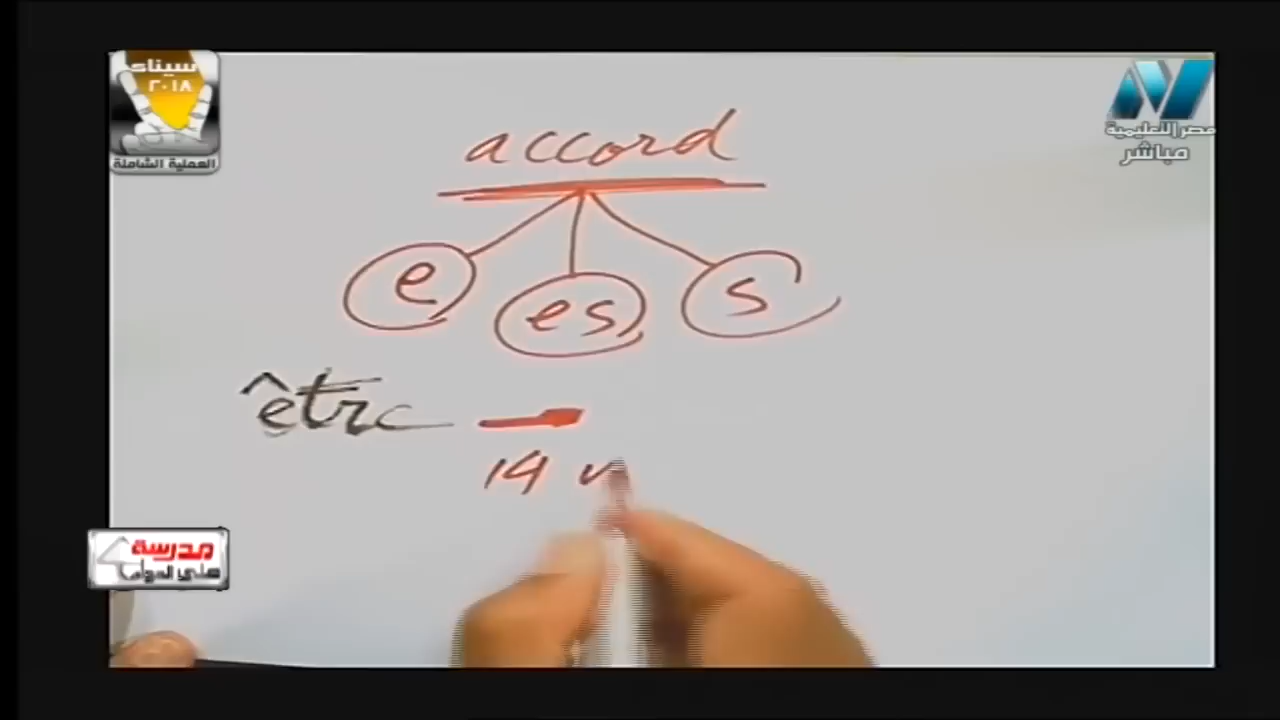 سيناء
٢٠١٨
العملية الشاملة
مصر التعليمية
مباشر
accord
e es s
être
14 v
مدرسة
على الهواء